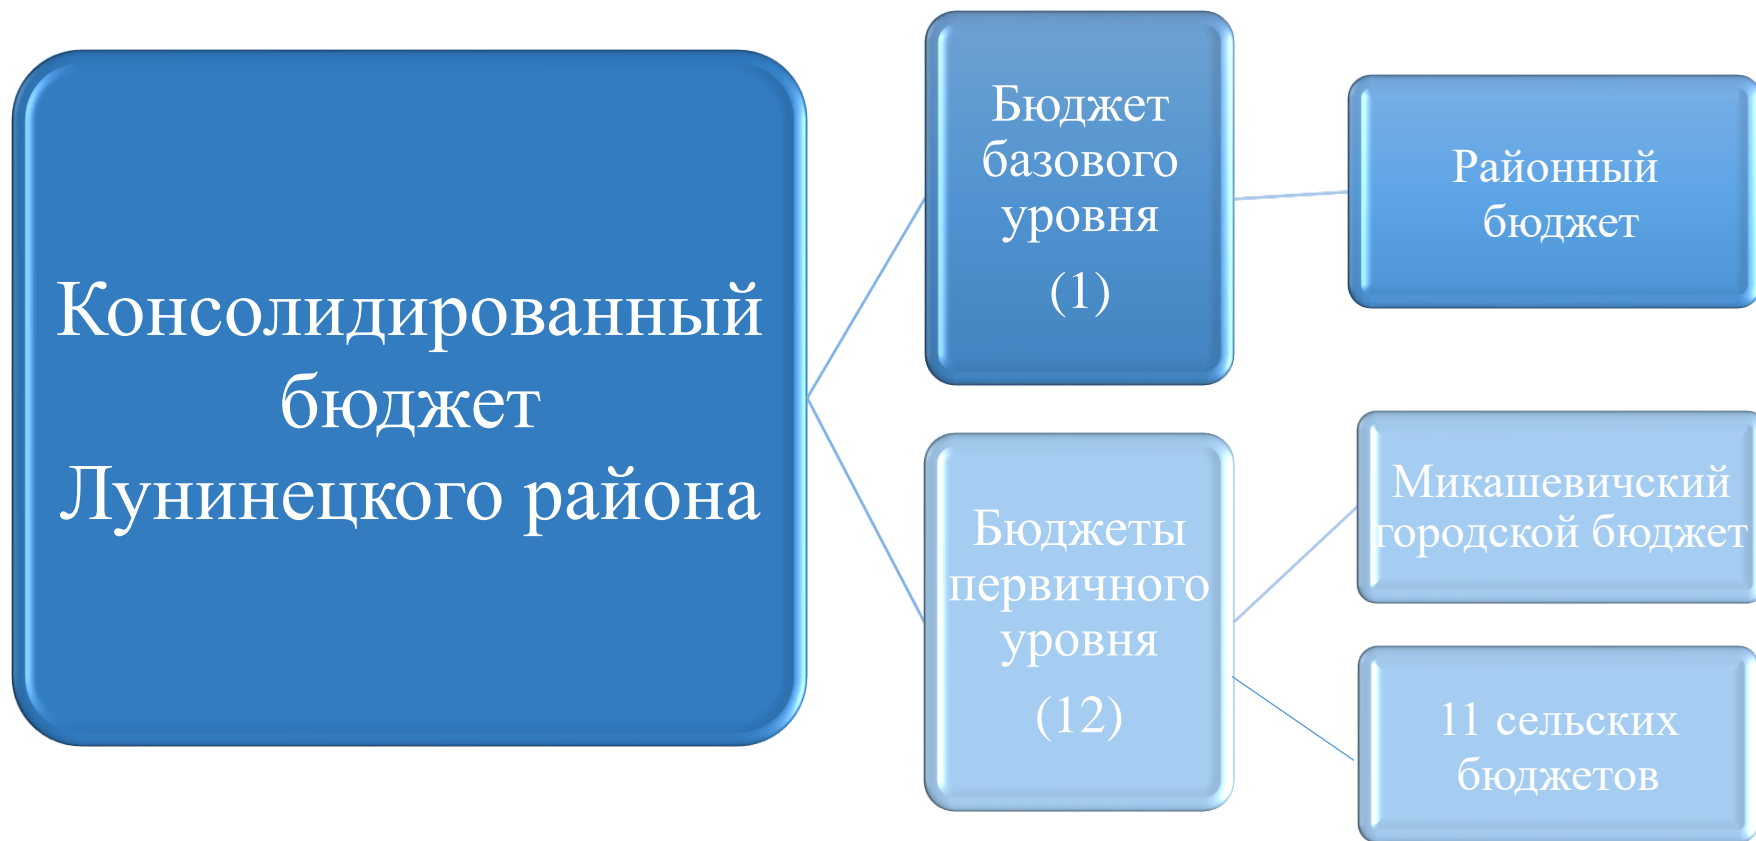 Консолидированный
бюджет
Лунинецкого района
Бюджет
базового
уровня
(1)
Районный
бюджет
Бюджеты
первичного
уровня
(12)
Микашевичский
городской бюджет
11 сельских
бюджетов